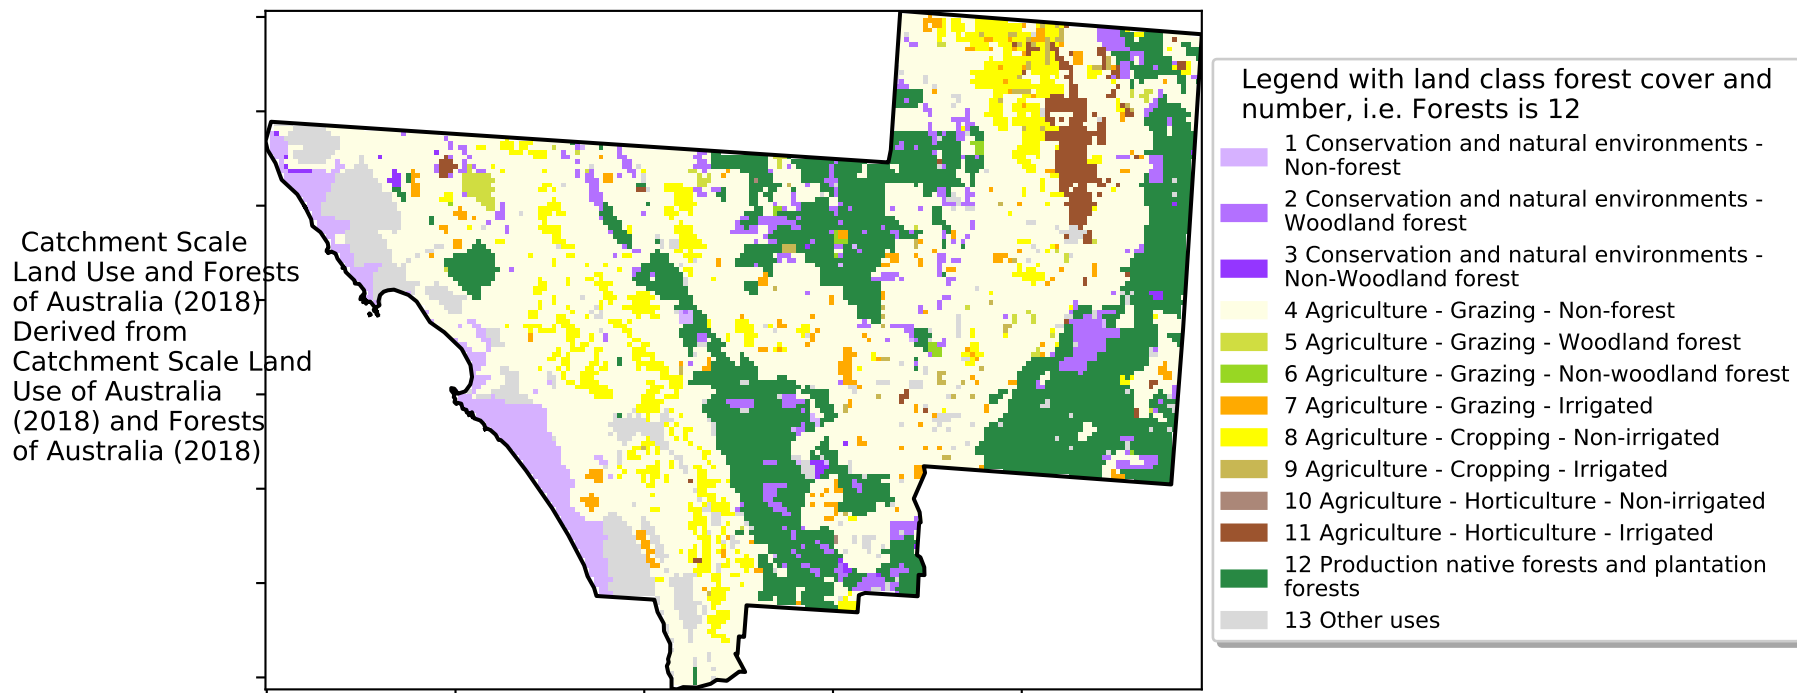 Catchment Scale
Land Use and Forests
of Australia (2018)
Derived from
Catchment Scale Land
Use of Australia
(2018) and Forests
of Australia (2018)
Legend with land class forest cover and
number, i.e. Forests is 12
1 Conservation and natural environments -
Non-forest
2 Conservation and natural environments -
Woodland forest
3 Conservation and natural environments -
Non-Woodland forest
4 Agriculture - Grazing - Non-forest
5 Agriculture - Grazing - Woodland forest
6 Agriculture - Grazing - Non-woodland forest
7 Agriculture - Grazing - Irrigated
8 Agriculture - Cropping - Non-irrigated
9 Agriculture - Cropping - Irrigated
10 Agriculture - Horticulture - Non-irrigated
11 Agriculture - Horticulture - Irrigated
12 Production native forests and plantation
forests
13 Other uses